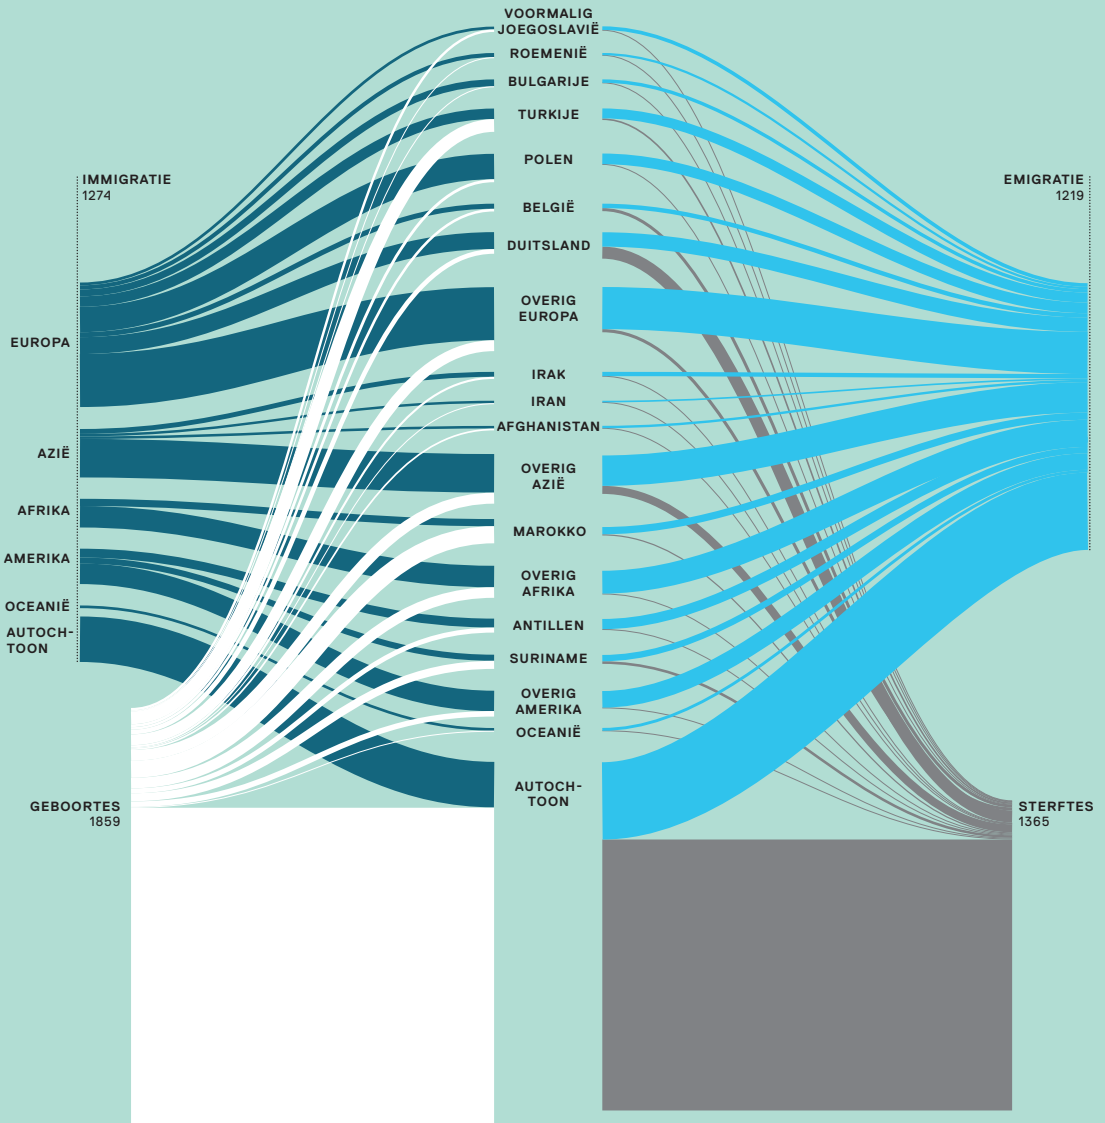 VOORMALIG
JOEGOSLAVIË
ROEMENIË
BULGARIJE
TURKIJE
POLEN
BELGIË
DUITSLAND
OVERIG
EUROPA
IRAK
IRAN
AFGHANISTAN
OVERIG
AZIË
MAROKKO
OVERIG
AFRIKA
ANTILLEN
SURINAME
OVERIG
AMERIKA
OCEANIË
AUTOCH-
TOON
IMMIGRATIE
1274
EUROPA
AZIË
AFRIKA
AMERIKA
OCEANIË
AUTOCH-
TOON
GEBOORTES
1859
EMIGRATIE
1219
STERFTES
1365